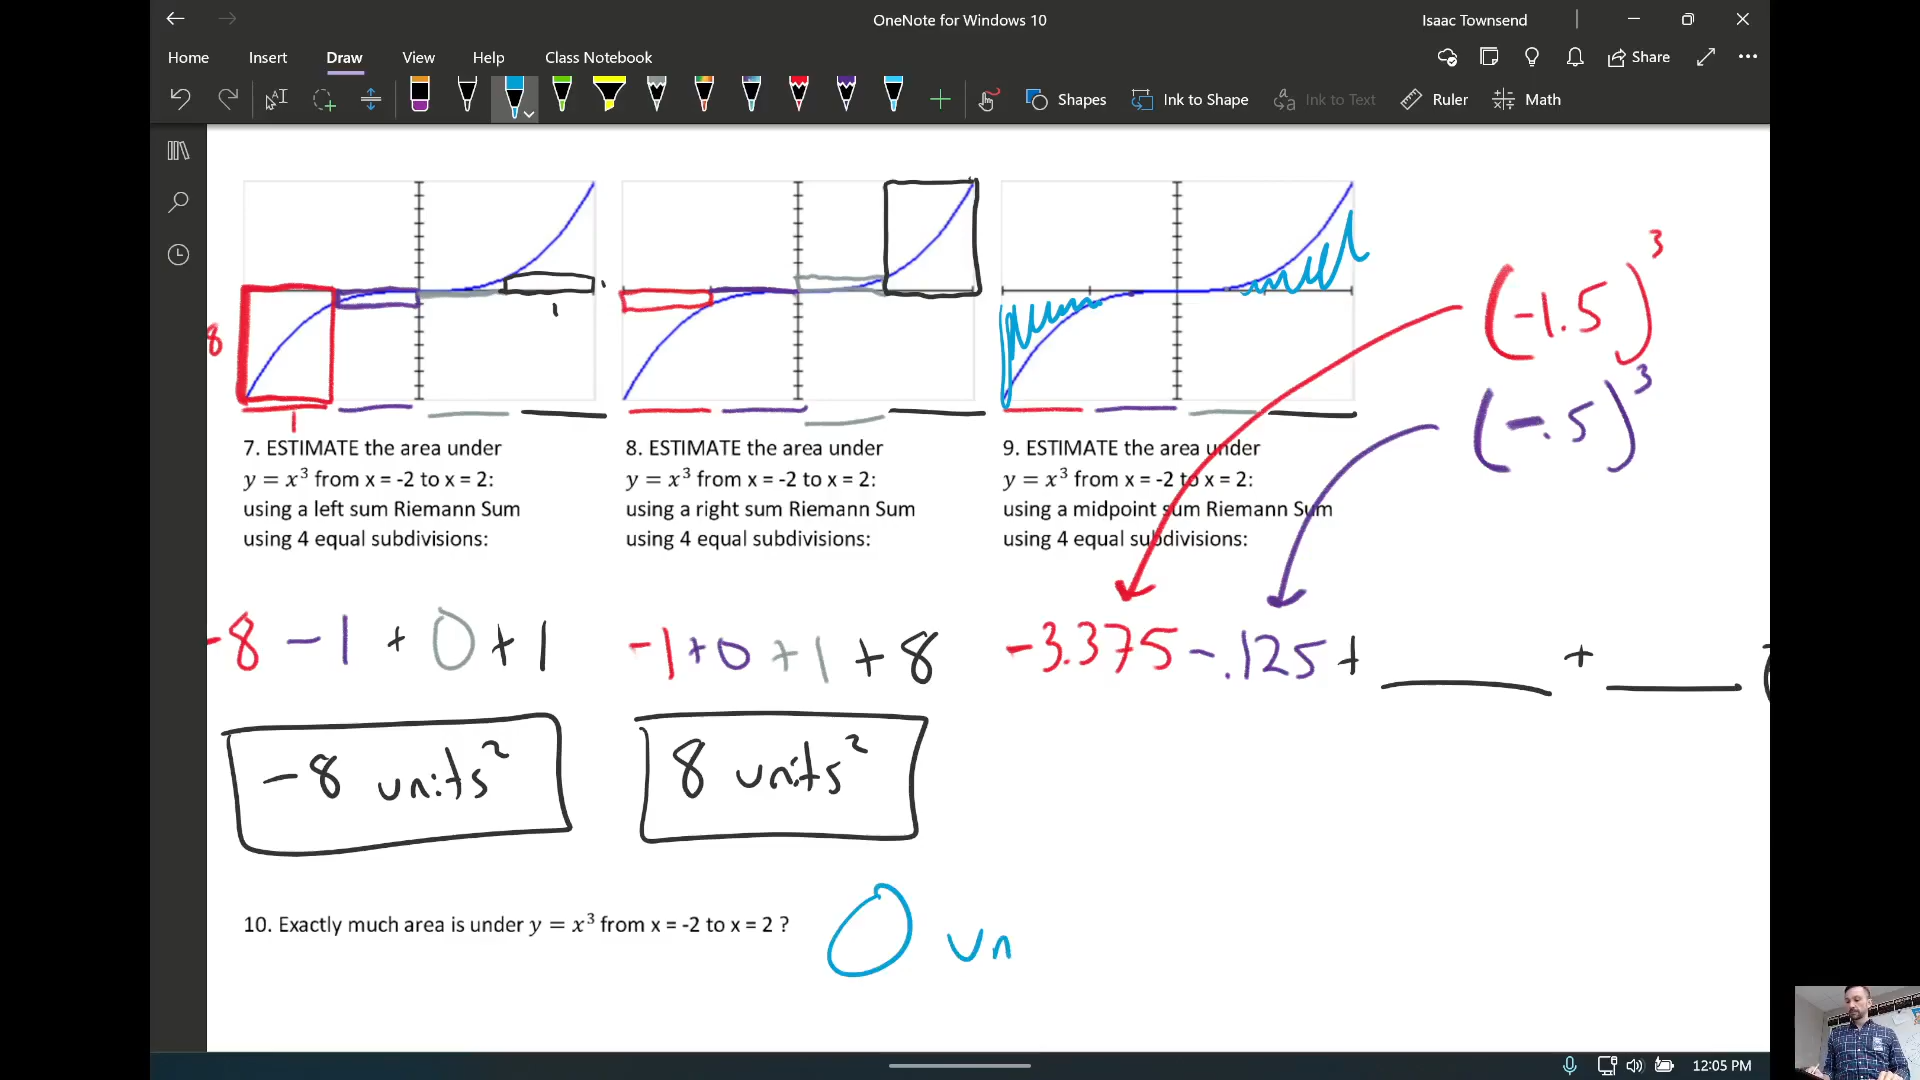 OneNote for Windows 10
Isaac Townsend
Home Insert Draw View Help Class Notebook
Share
Shapes Ink to Shape Ink to Text Ruler Math
8
1
1
(-1.5)³
(-.5)³
7. ESTIMATE the area under
y = x³ from x = -2 to x = 2:
using a left sum Riemann Sum
using 4 equal subdivisions:
-8 -1 + 0 + 1
-8 units²
8. ESTIMATE the area under
y = x³ from x = -2 to x = 2:
using a right sum Riemann Sum
using 4 equal subdivisions:
-1 + 0 + 1 + 8
8 units²
9. ESTIMATE the area under
y = x³ from x = -2 to x = 2:
using a midpoint sum Riemann Sum
using 4 equal subdivisions:
-3.375 - .125 + ____ + ____
10. Exactly much area is under y = x³ from x = -2 to x = 2 ? 0 un
12:05 PM